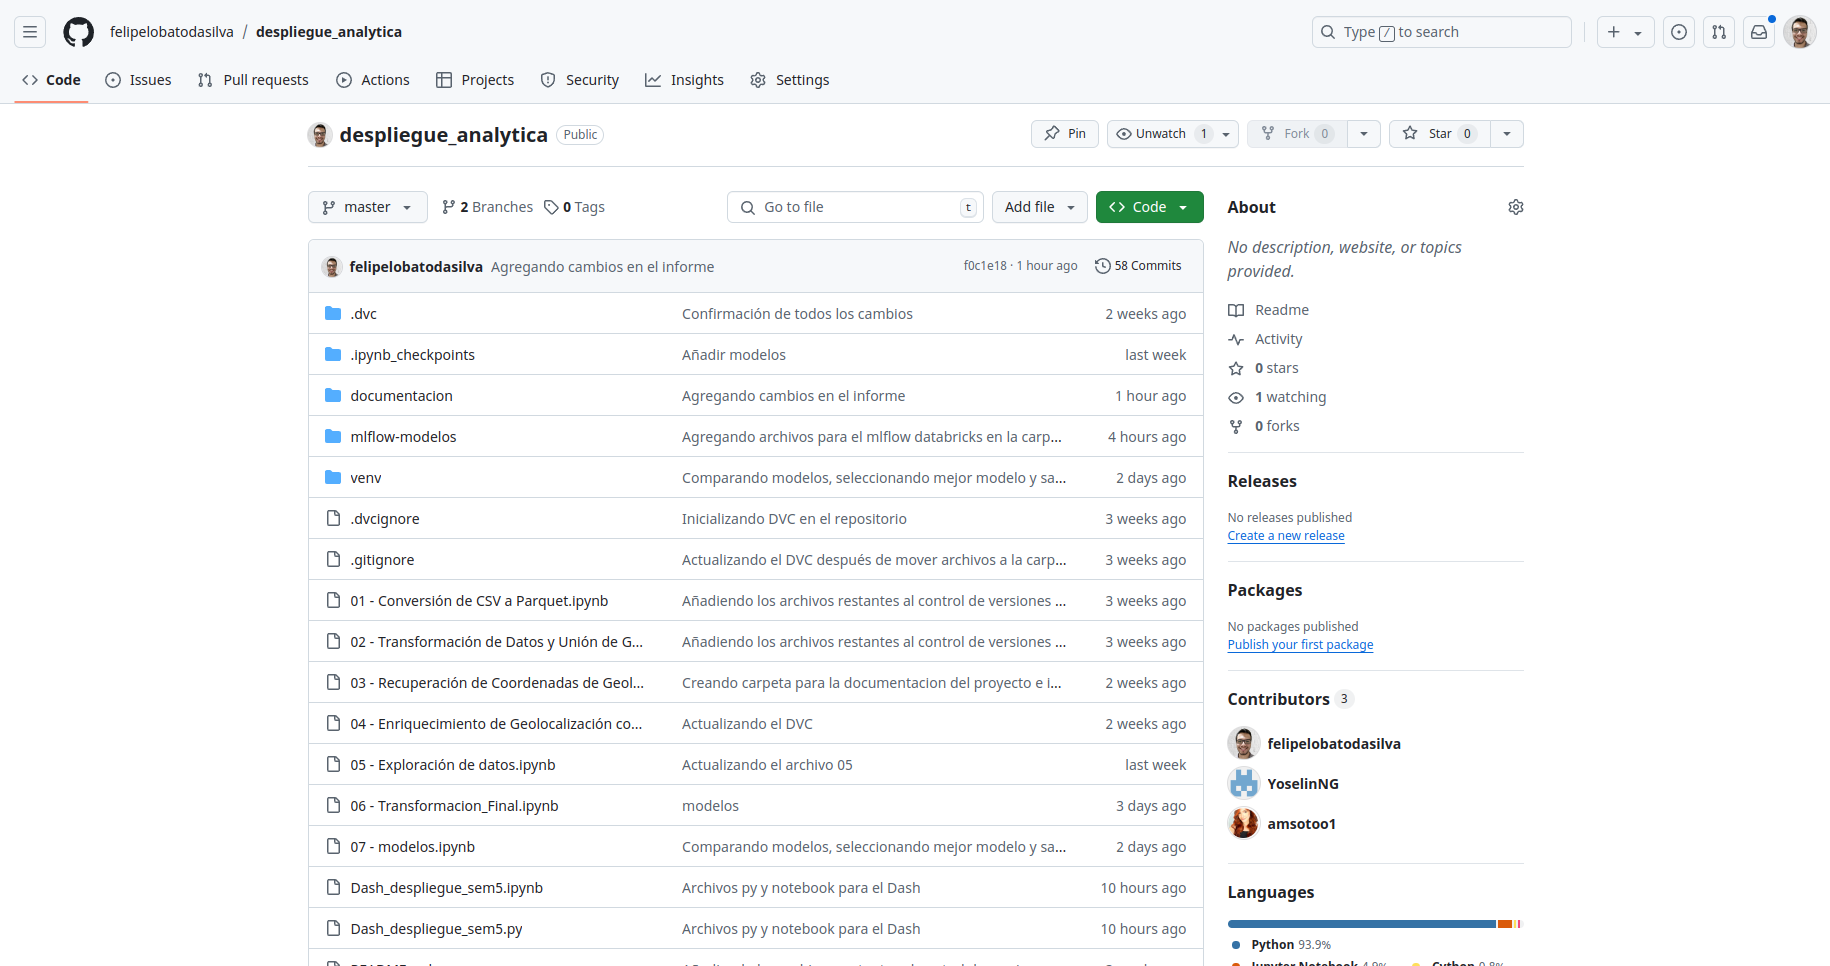 felipelobatodasilva / despliegue_analytica
Type / to search
Code Issues Pull requests Actions Projects Security Insights Settings
despliegue_analytica Public
Pin Unwatch 1 Fork 0 Star 0
master 2 Branches 0 Tags Go to file t Add file Code
felipelobatodasilva Agregando cambios en el informe f0c1e18 · 1 hour ago 58 Commits
.dvc Confirmación de todos los cambios 2 weeks ago
.ipynb_checkpoints Añadir modelos last week
documentacion Agregando cambios en el informe 1 hour ago
mlflow-modelos Agregando archivos para el mlflow databricks en la carp... 4 hours ago
venv Comparando modelos, seleccionando mejor modelo y sa... 2 days ago
.dvcignore Inicializando DVC en el repositorio 3 weeks ago
.gitignore Actualizando el DVC después de mover archivos a la carp... 3 weeks ago
01 - Conversión de CSV a Parquet.ipynb Añadiendo los archivos restantes al control de versiones ... 3 weeks ago
02 - Transformación de Datos y Unión de G... Añadiendo los archivos restantes al control de versiones ... 3 weeks ago
03 - Recuperación de Coordenadas de Geol... Creando carpeta para la documentacion del proyecto e i... 2 weeks ago
04 - Enriquecimiento de Geolocalización co... Actualizando el DVC 2 weeks ago
05 - Exploración de datos.ipynb Actualizando el archivo 05 last week
06 - Transformacion_Final.ipynb modelos 3 days ago
07 - modelos.ipynb Comparando modelos, seleccionando mejor modelo y sa... 2 days ago
Dash_despliegue_sem5.ipynb Archivos py y notebook para el Dash 10 hours ago
Dash_despliegue_sem5.py Archivos py y notebook para el Dash 10 hours ago
About
No description, website, or topics
provided.
Readme
Activity
0 stars
1 watching
0 forks
Releases
No releases published
Create a new release
Packages
No packages published
Publish your first package
Contributors 3
felipelobatodasilva
YoselinNG
amsotoo1
Languages
Python 93.9%
Jupyter Notebook 4.9% Cython 0.8%